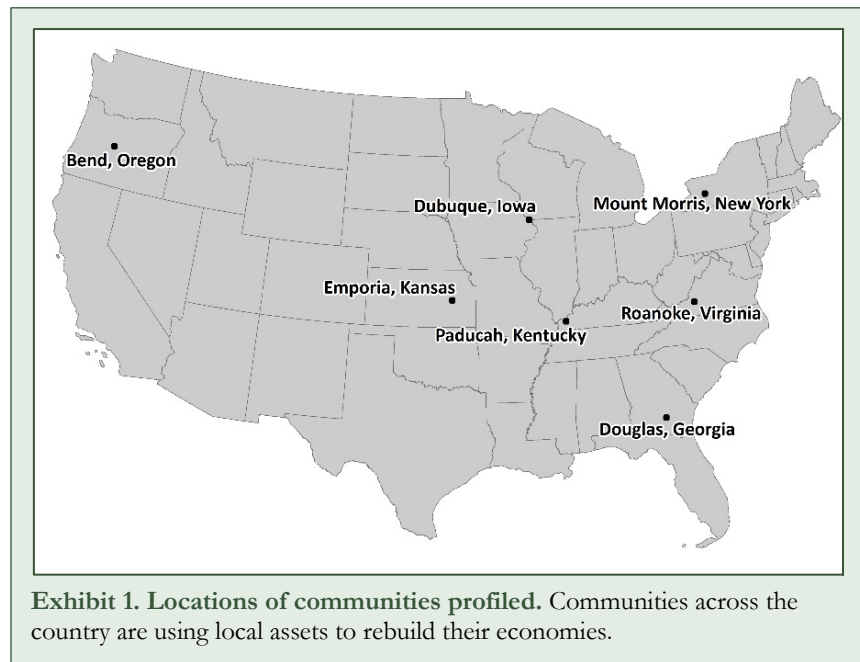 Bend, Oregon
Dubuque, Iowa
Mount Morris, New York
Emporia, Kansas
Paducah, Kentucky
Roanoke, Virginia
Douglas, Georgia
Exhibit 1. Locations of communities profiled. Communities across the
country are using local assets to rebuild their economies.